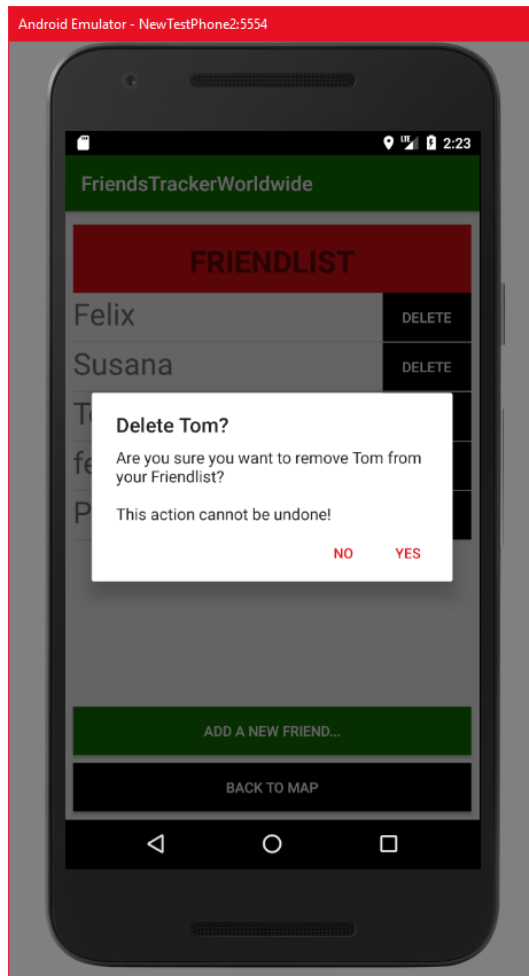 Android Emulator - NewTestPhone2:5554
LTE 2:23
FriendsTrackerWorldwide
FRIENDLIST
Felix DELETE
Susana DELETE
Delete Tom?
Are you sure you want to remove Tom from
your Friendlist?
This action cannot be undone!
NO YES
ADD A NEW FRIEND...
BACK TO MAP